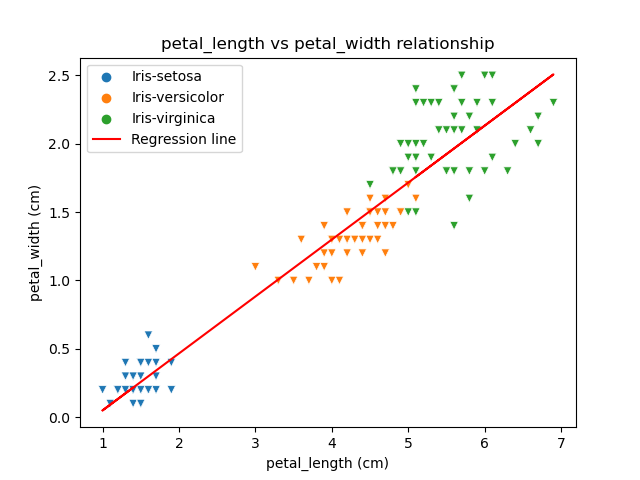 petal_length vs petal_width relationship
Iris-setosa
Iris-versicolor
Iris-virginica
Regression line
2.5
2.0
1.5
1.0
0.5
0.0
petal_width (cm)
1 2 3 4 5 6 7
petal_length (cm)